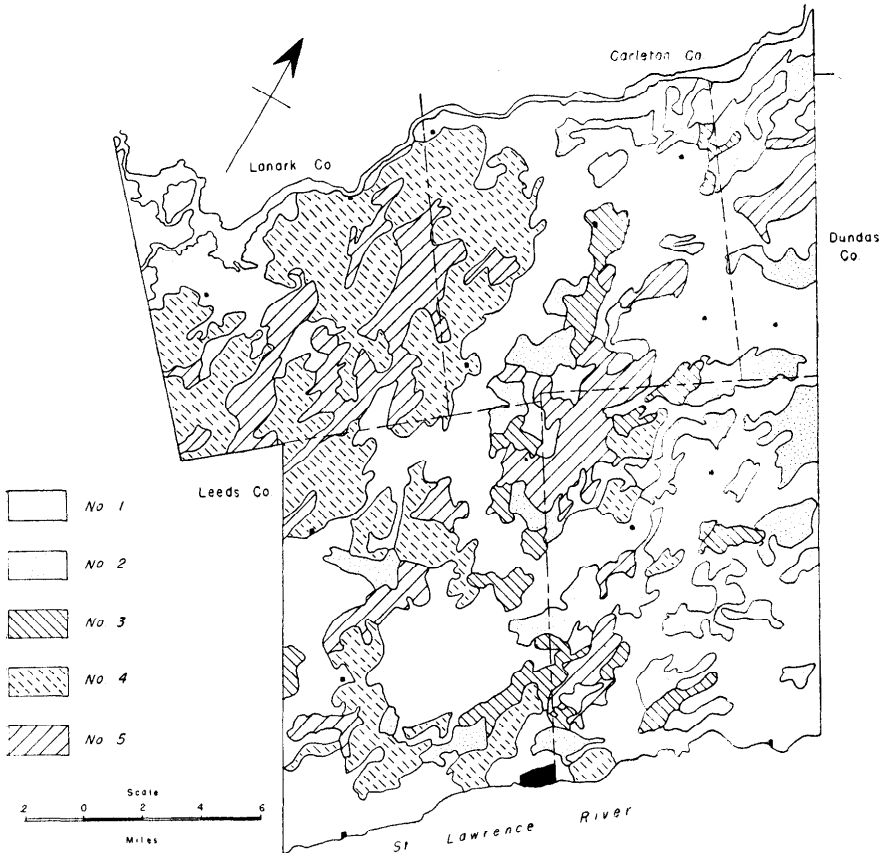 Carleton Co
Lanark Co
Dundas
Co
Leeds Co
No 1
No 2
No 3
No 4
No 5
Scale
2 0 2 4 6
Miles
St Lawrence River